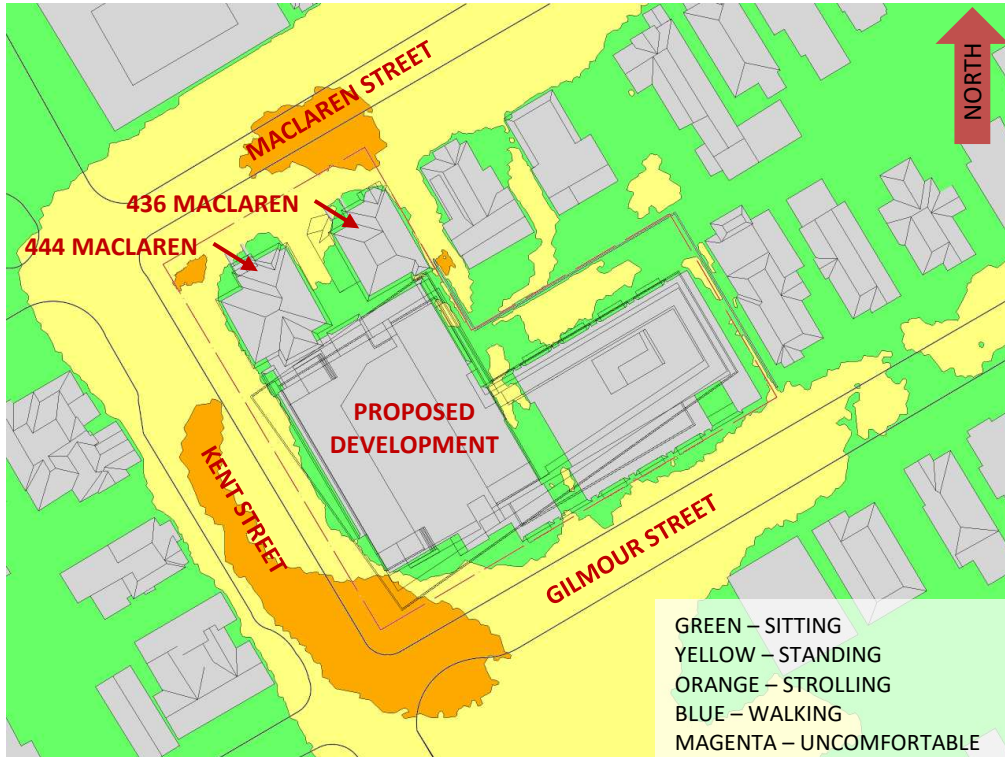 NORTH
MACLAREN STREET
436 MACLAREN
444 MACLAREN
PROPOSED
DEVELOPMENT
KENT STREET
GILMOUR STREET
GREEN – SITTING
YELLOW – STANDING
ORANGE – STROLLING
BLUE – WALKING
MAGENTA – UNCOMFORTABLE